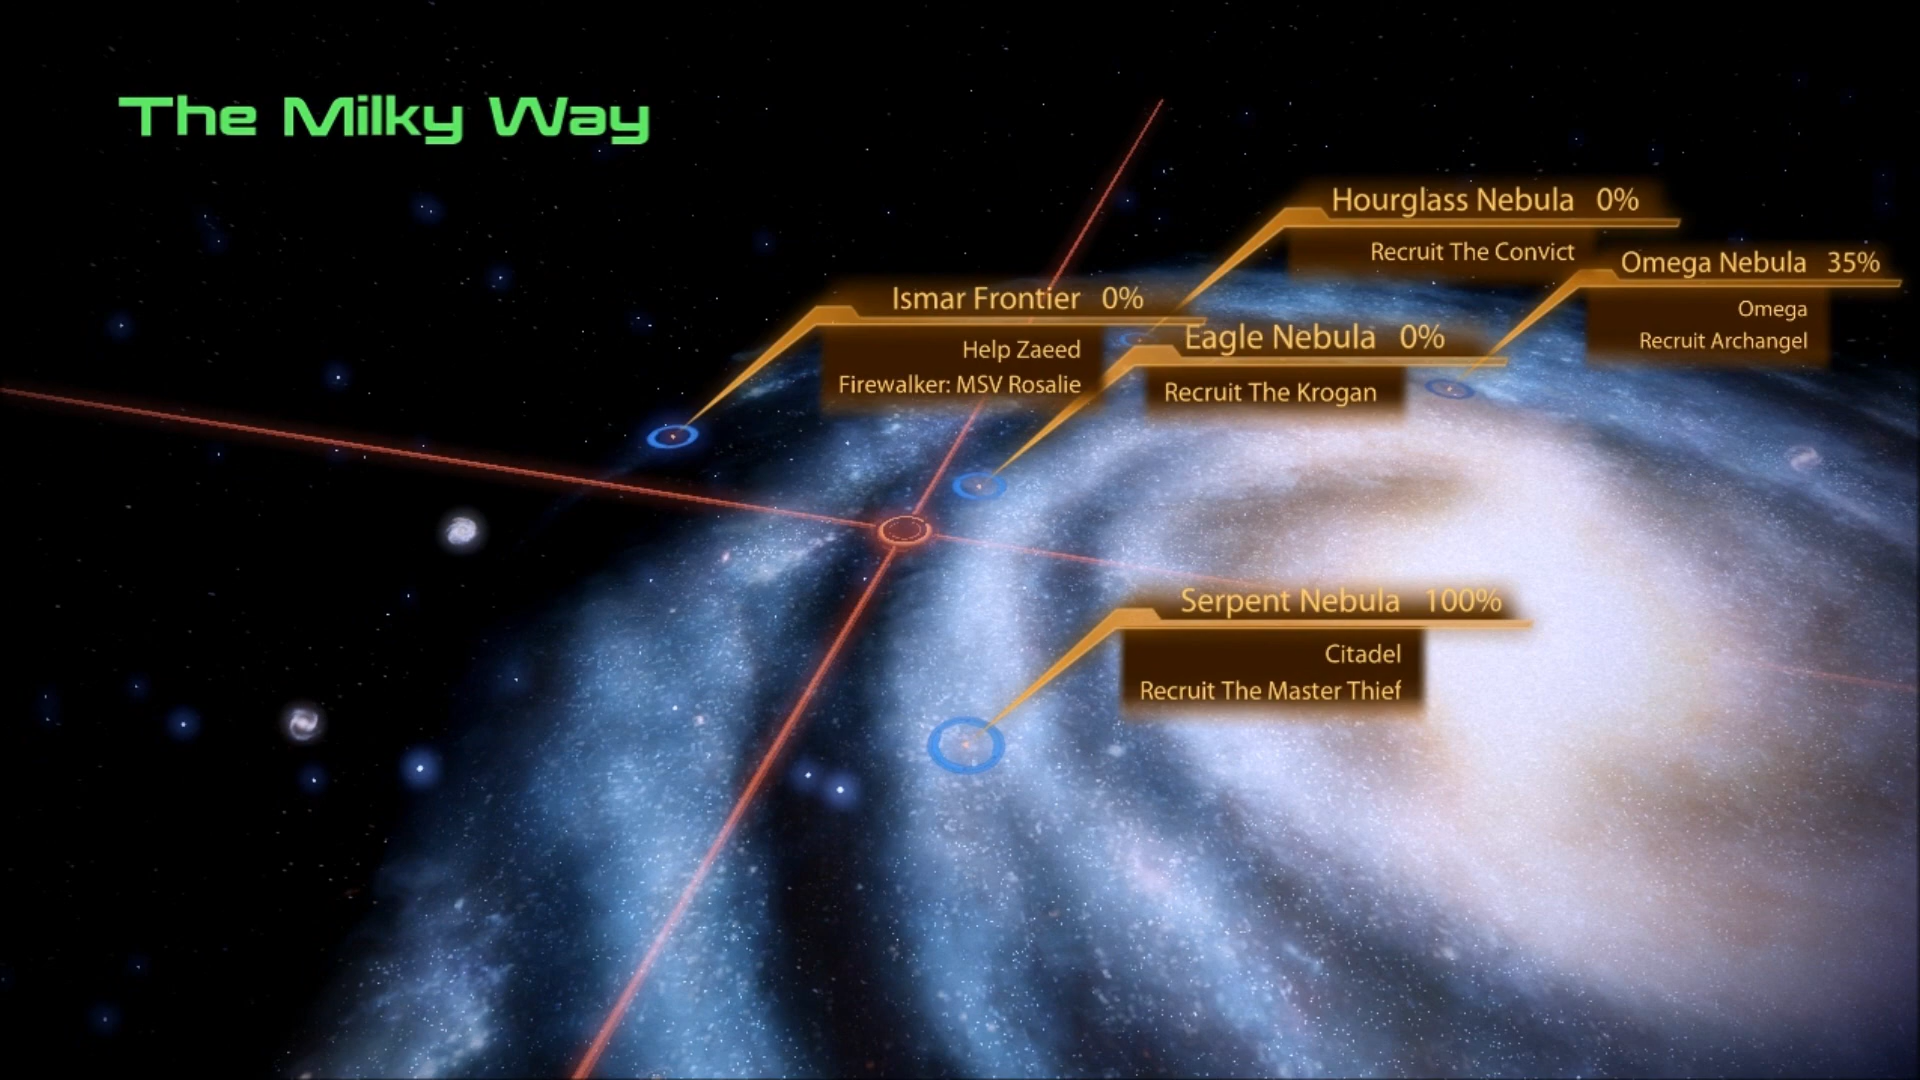 The Milky Way
Hourglass Nebula 0%
Recruit The Convict
Omega Nebula 35%
Omega
Recruit Archangel
Ismar Frontier 0%
Help Zaeed
Firewalker: MSV Rosalie
Eagle Nebula 0%
Recruit The Krogan
Serpent Nebula 100%
Citadel
Recruit The Master Thief